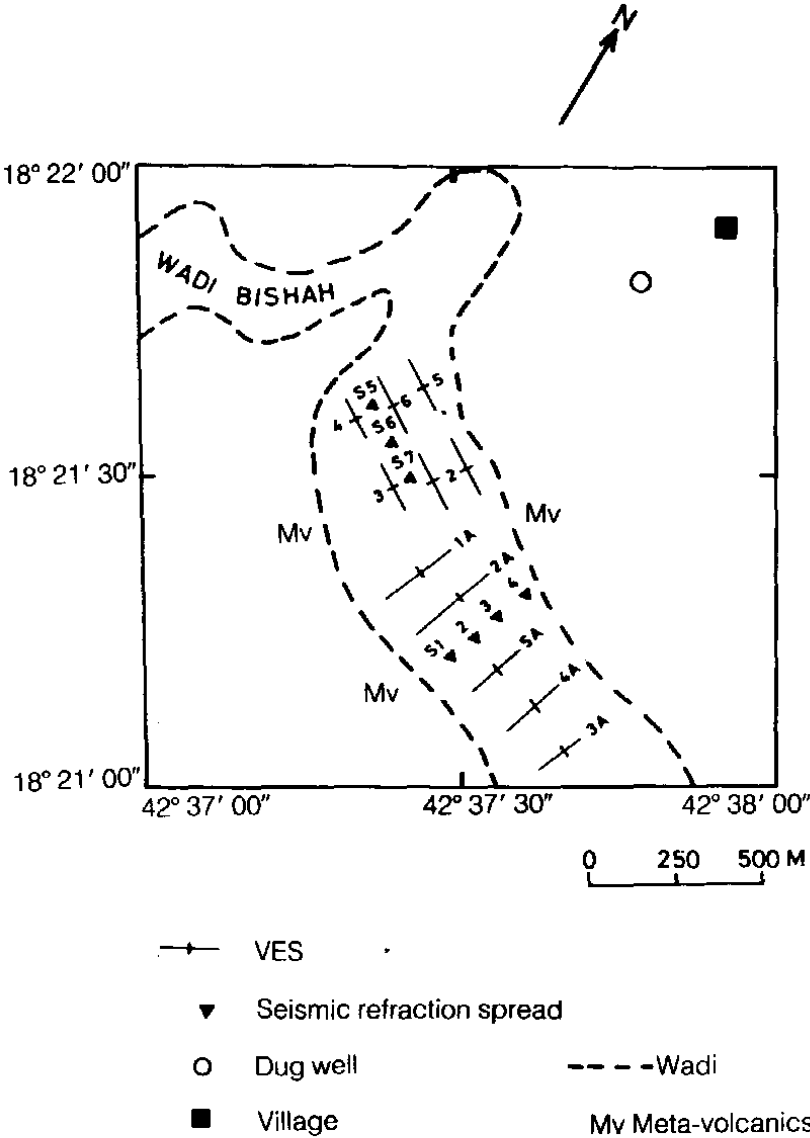 N
18° 22' 00"
WADI BISHAH
S5
5
4
6
S6
S7
18° 21' 30"
3
2
Mv
Mv
1A
2A
4
3
2
S1
5A
Mv
4A
3A
18° 21' 00"
42° 37' 00"
42° 37' 30"
42° 38' 00"
0 250 500 M
VES
Seismic refraction spread
Dug well
Wadi
Village
Mv Meta-volcanics